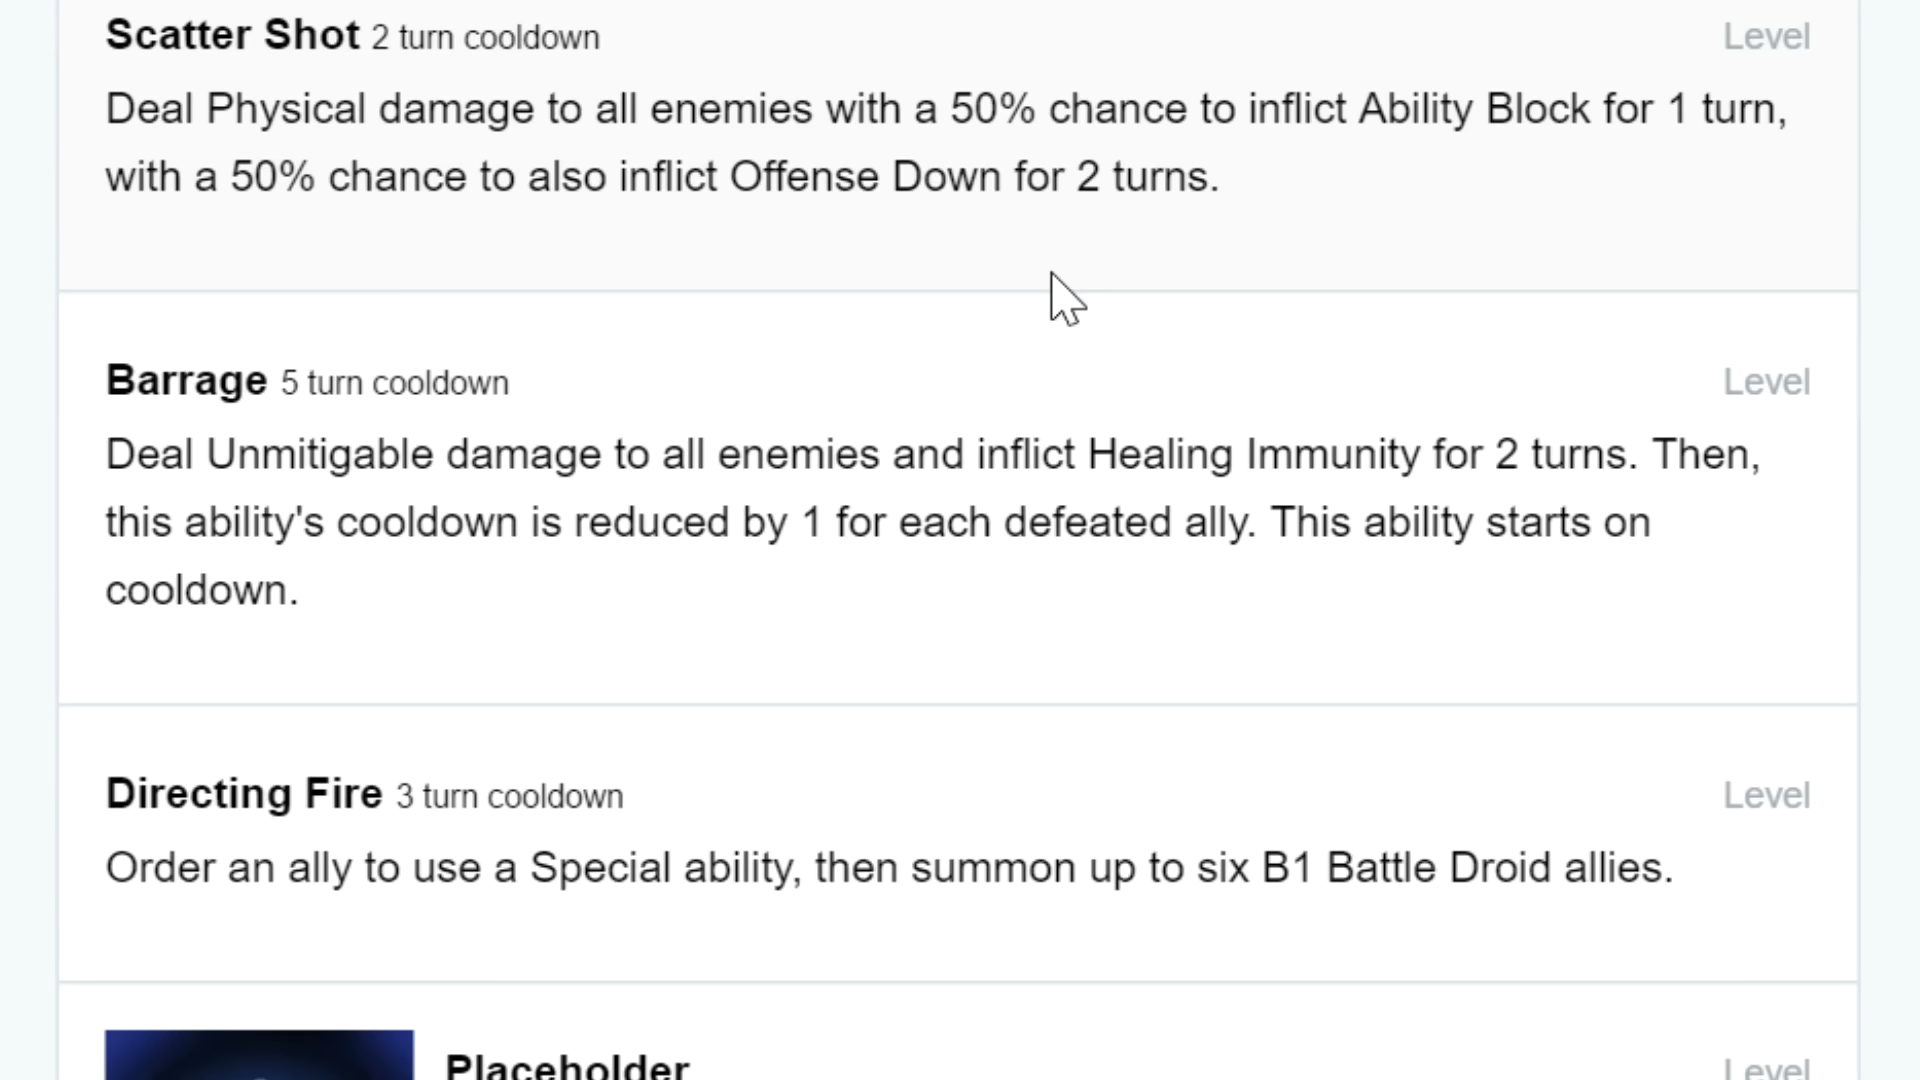 Scatter Shot 2 turn cooldown Level
Deal Physical damage to all enemies with a 50% chance to inflict Ability Block for 1 turn,
with a 50% chance to also inflict Offense Down for 2 turns.
Barrage 5 turn cooldown Level
Deal Unmitigable damage to all enemies and inflict Healing Immunity for 2 turns. Then,
this ability's cooldown is reduced by 1 for each defeated ally. This ability starts on
cooldown.
Directing Fire 3 turn cooldown Level
Order an ally to use a Special ability, then summon up to six B1 Battle Droid allies.
Placeholder Level